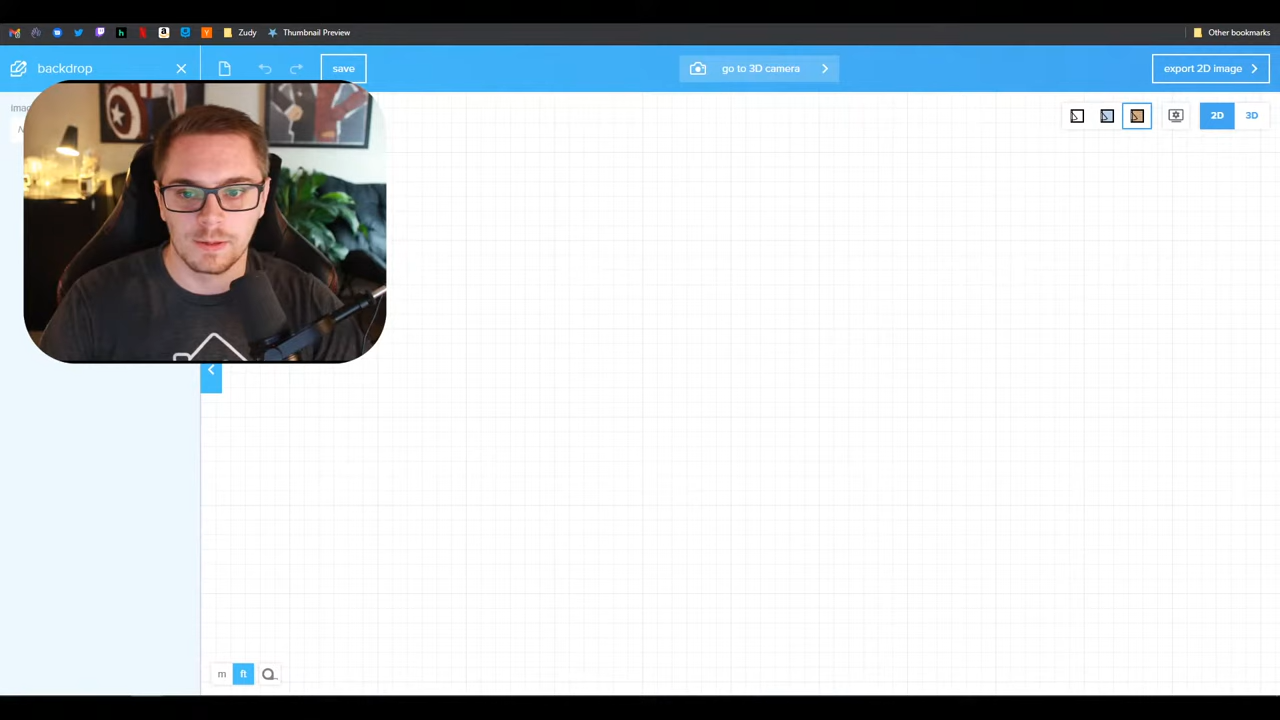 Zudy
Thumbnail Preview
Other bookmarks
backdrop
save
go to 3D camera
export 2D image
2D
3D
m
ft